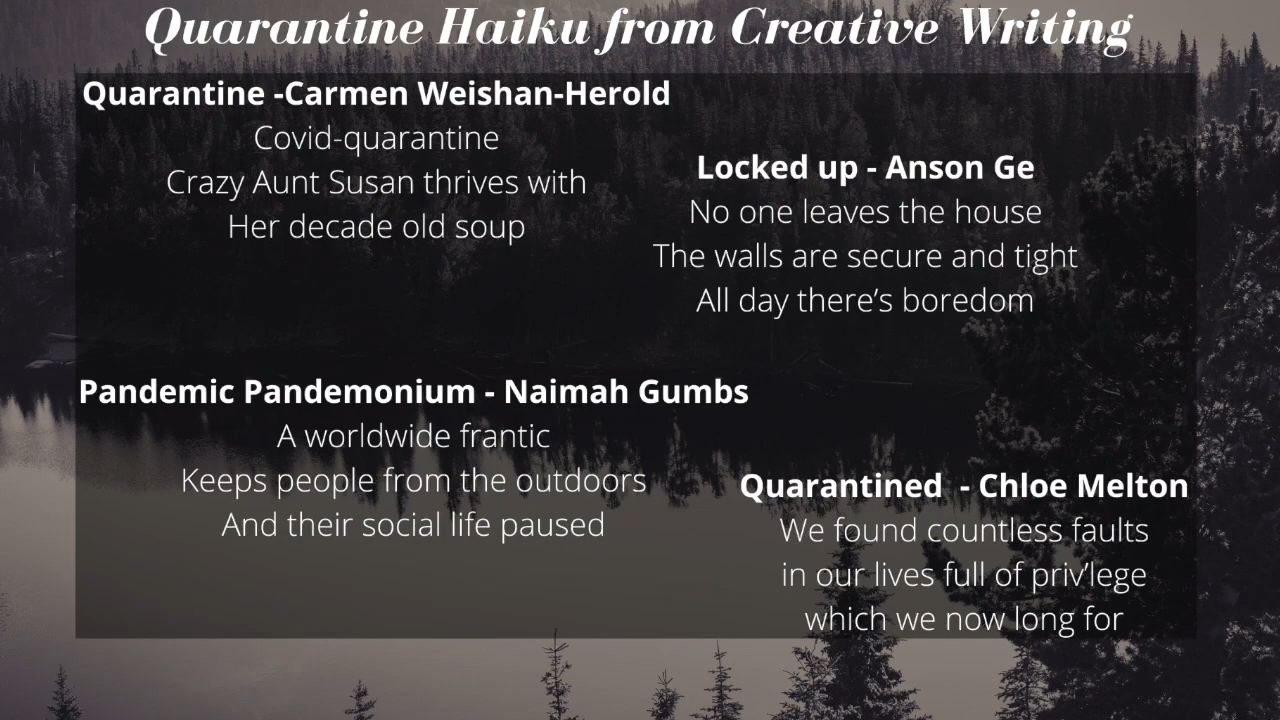 Quarantine Haiku from Creative Writing
Quarantine -Carmen Weishan-Herold
Covid-quarantine
Crazy Aunt Susan thrives with
Her decade old soup
Locked up - Anson Ge
No one leaves the house
The walls are secure and tight
All day there’s boredom
Pandemic Pandemonium - Naimah Gumbs
A worldwide frantic
Keeps people from the outdoors
And their social life paused
Quarantined  - Chloe Melton
We found countless faults
in our lives full of priv’lege
which we now long for